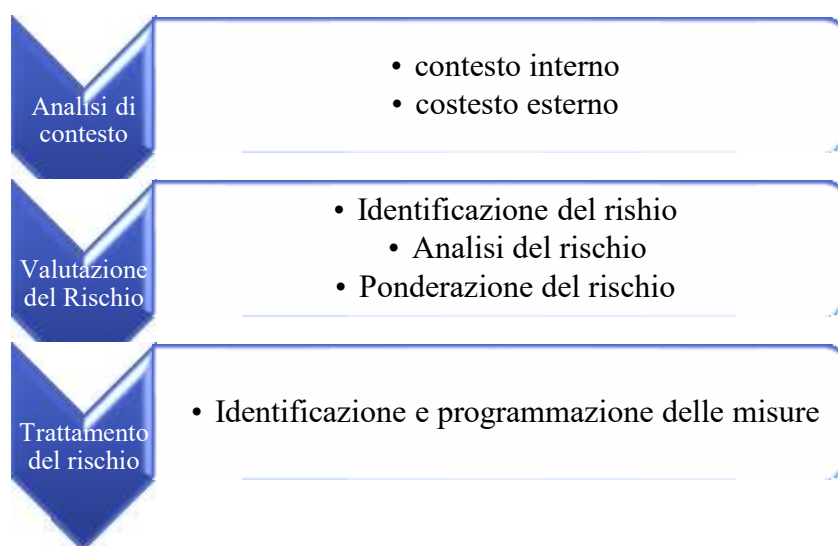 Analisi di
contesto
• contesto interno
• costesto esterno
Valutazione
del Rischio
• Identificazione del rishio
• Analisi del rischio
• Ponderazione del rischio
Trattamento
del rischio
• Identificazione e programmazione delle misure